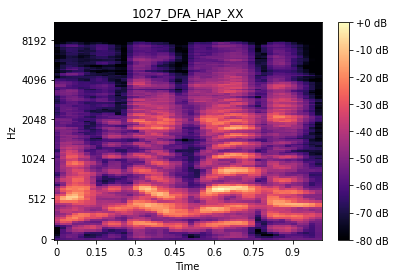 1027_DFA_HAP_XX
Hz
8192
4096
2048
1024
512
0
0
0.15
0.3
0.45
0.6
0.75
0.9
Time
+0 dB
-10 dB
-20 dB
-30 dB
-40 dB
-50 dB
-60 dB
-70 dB
-80 dB